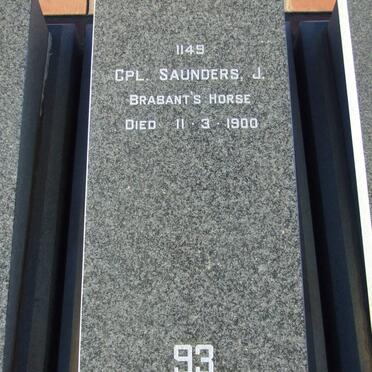 1149
CPL. SAUNDERS, J.
BRABANT'S HORSE
DIED 11 · 3 · 1900
93